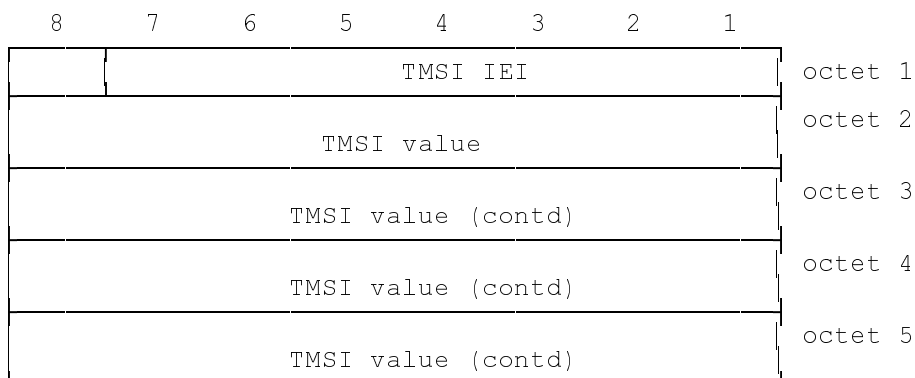 8 7 6 5 4 3 2 1
TMSI IEI octet 1
octet 2
TMSI value
octet 3
TMSI value (contd)
octet 4
TMSI value (contd)
octet 5
TMSI value (contd)